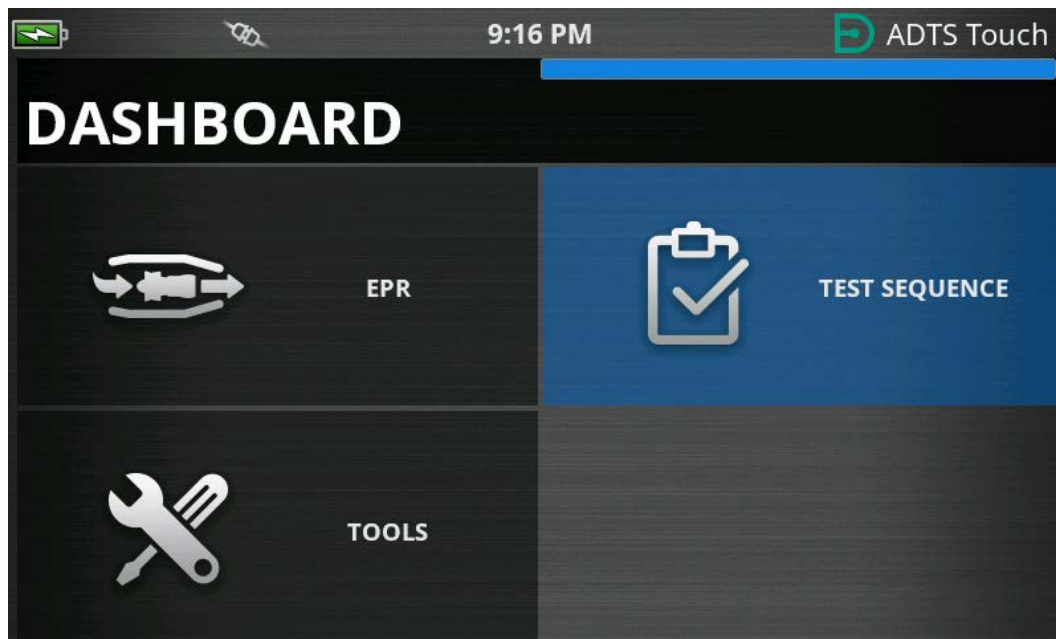 9:16 PM
ADTS Touch
DASHBOARD
EPR
TEST SEQUENCE
TOOLS